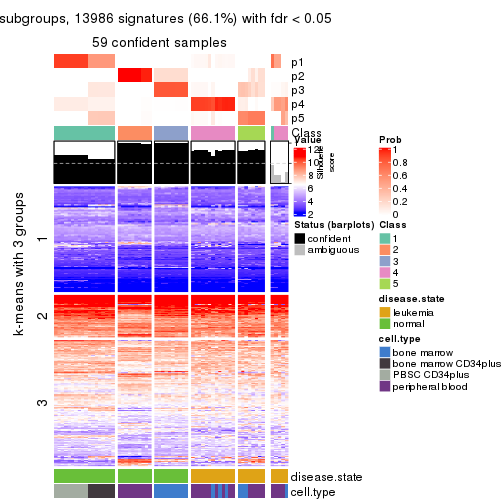 subgroups, 13986 signatures (66.1%) with fdr < 0.05
59 confident samples
p1
p2
p3
p4
p5
Class
Silhouette
score
k-means with 3 groups
1
2
3
disease.state
cell.type
Value
12
8
6
4
2
Status (barplots)
confident
ambiguous
Prob
1
0.8
0.6
0.4
0.2
0
Class
1
2
3
4
5
disease.state
leukemia
normal
cell.type
bone marrow
bone marrow CD34plus
PBSC CD34plus
peripheral blood